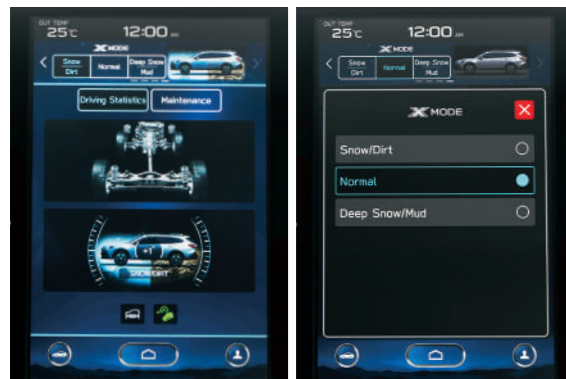 OUT TEMP
25°C 12:00 AM
X MODE
Snow
Dirt
Normal
Deep Snow
Mud
Driving Statistics
Maintenance
+1°
SNOW/DIRT
OUT TEMP
25°C 12:00 AM
X MODE
Snow
Dirt
Normal
Deep Snow
Mud
X MODE
Snow/Dirt
Normal
Deep Snow/Mud